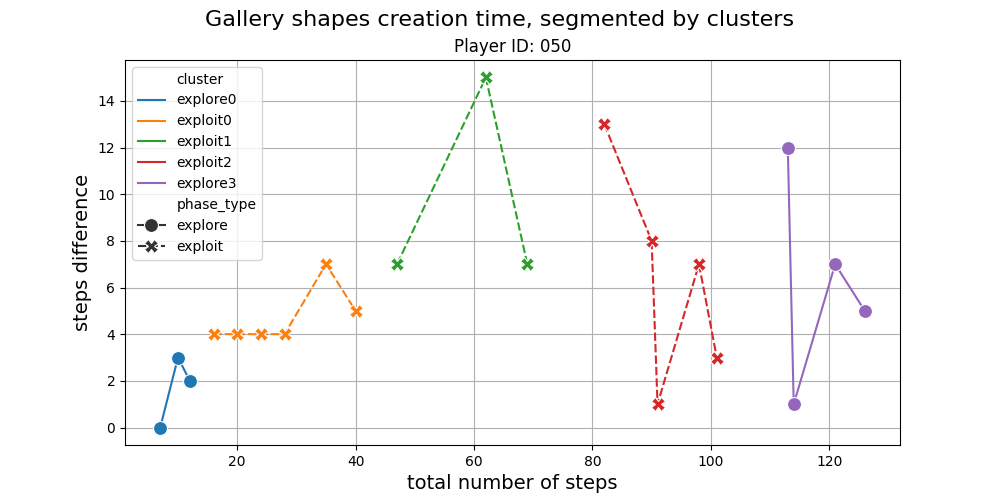 Gallery shapes creation time, segmented by clusters
Player ID: 050
cluster
explore0
exploit0
exploit1
exploit2
explore3
phase_type
explore
exploit
steps difference
14
12
10
8
6
4
2
0
20 40 60 80 100 120
total number of steps